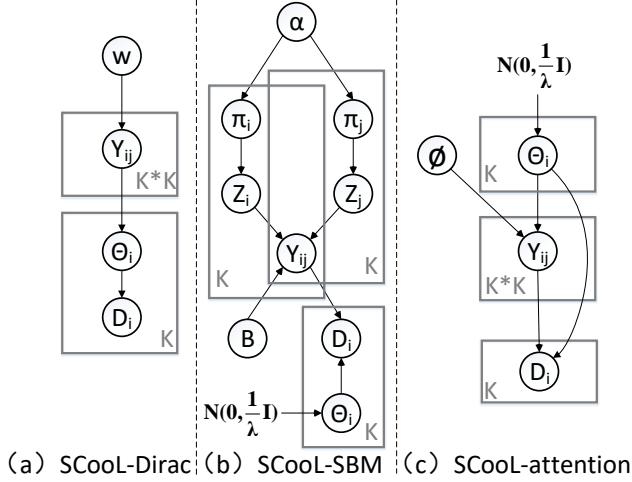 w
Y_ij
K*K
Θ_i
D_i
K
(a) SCooL-Dirac
α
π_i
π_j
Z_i
Z_j
Y_ij
K
K
B
D_i
N(0, 1/λ I)
Θ_i
K
(b) SCooL-SBM
N(0, 1/λ I)
Θ_i
K
Ø
Y_ij
K*K
D_i
K
(c) SCooL-attention